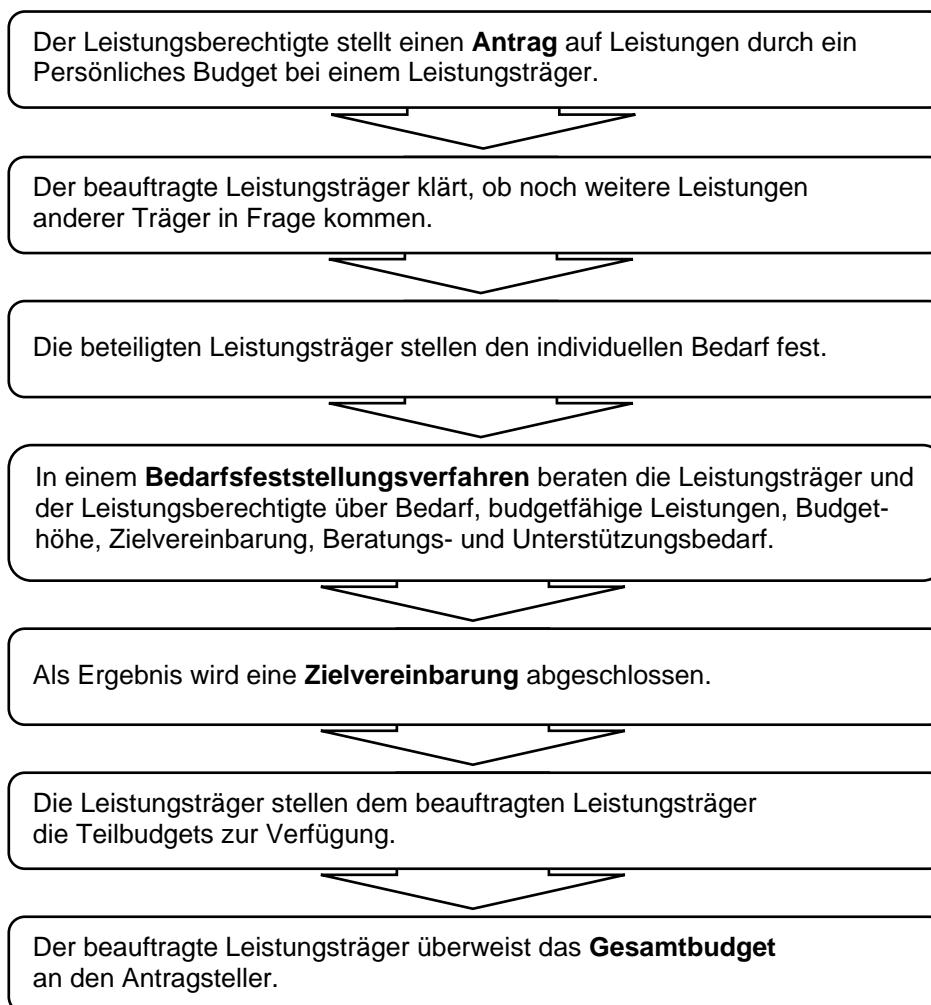 Der Leistungsberechtigte stellt einen Antrag auf Leistungen durch ein
Persönliches Budget bei einem Leistungsträger.
Der beauftragte Leistungsträger klärt, ob noch weitere Leistungen
anderer Träger in Frage kommen.
Die beteiligten Leistungsträger stellen den individuellen Bedarf fest.
In einem Bedarfsfeststellungsverfahren beraten die Leistungsträger und
der Leistungsberechtigte über Bedarf, budgetfähige Leistungen, Budget-
höhe, Zielvereinbarung, Beratungs- und Unterstützungsbedarf.
Als Ergebnis wird eine Zielvereinbarung abgeschlossen.
Die Leistungsträger stellen dem beauftragten Leistungsträger
die Teilbudgets zur Verfügung.
Der beauftragte Leistungsträger überweist das Gesamtbudget
an den Antragsteller.